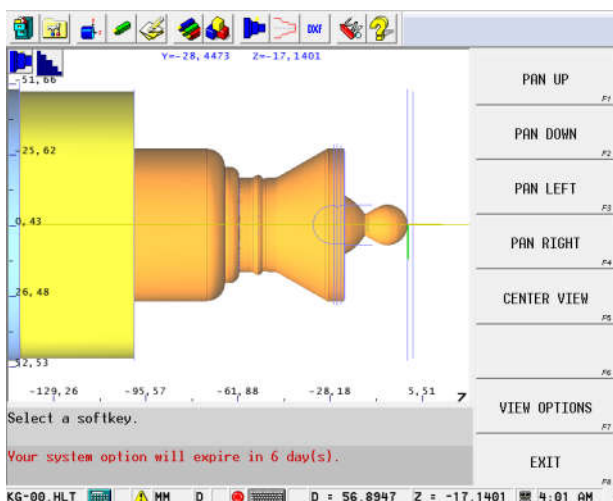 DXF
Y=-28,4473 Z=-17,1401
-51,66
-25,62
0,43
26,48
52,53
-129,26 -95,57 -61,88 -28,18 5,51 Z
PAN UP
F1
PAN DOWN
F2
PAN LEFT
F3
PAN RIGHT
F4
CENTER VIEW
F5
F6
VIEW OPTIONS
F7
EXIT
F8
Select a softkey.
Your system option will expire in 6 day(s).
KG-00.HLT MM D D = 56.8947 Z = -17.1401 4:01 AM